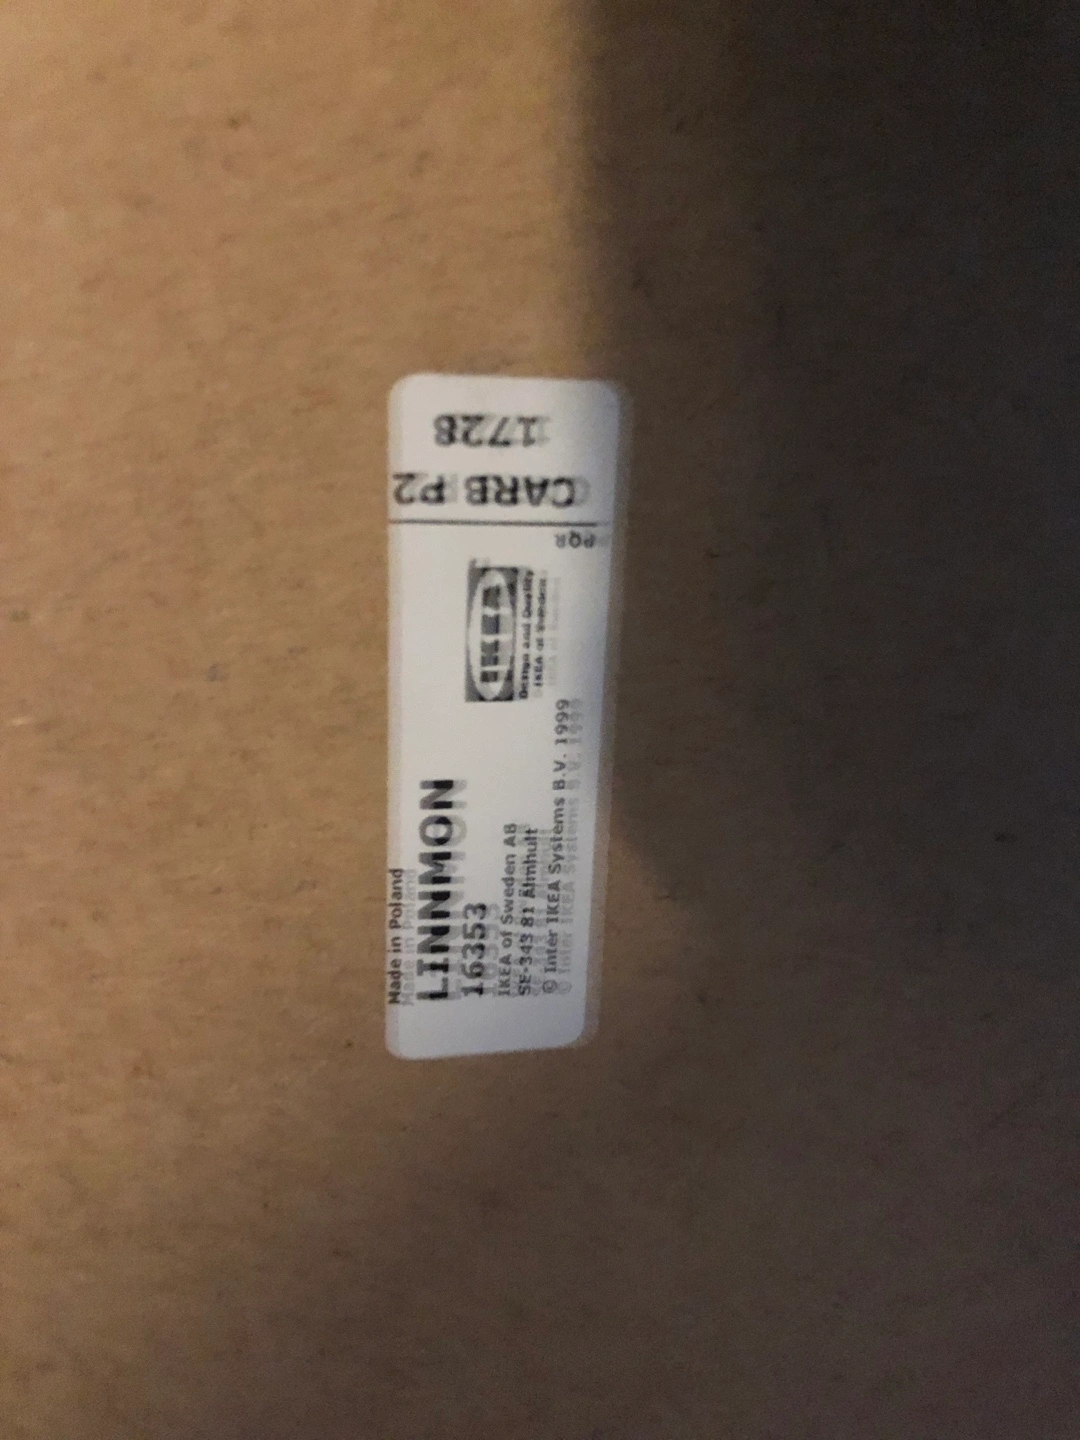 Made in Poland
LINNMON
16353
IKEA of Sweden AB
SE-343 81 Älmhult
© Inter IKEA Systems B.V. 1999
IKEA
Design and Quality
IKEA of Sweden
PQR
CARB P2
1728